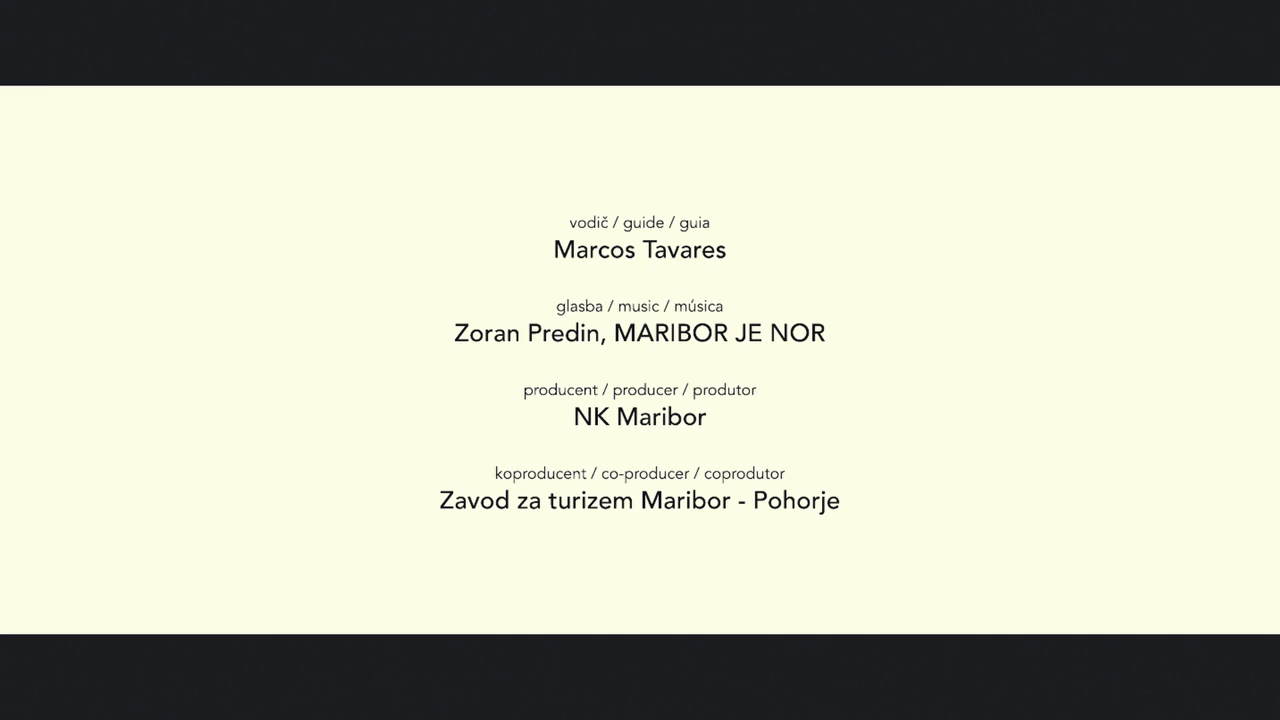 vodič / guide / guia
Marcos Tavares
glasba / music / música
Zoran Predin, MARIBOR JE NOR
producent / producer / produtor
NK Maribor
koproducent / co-producer / coprodutor
Zavod za turizem Maribor - Pohorje